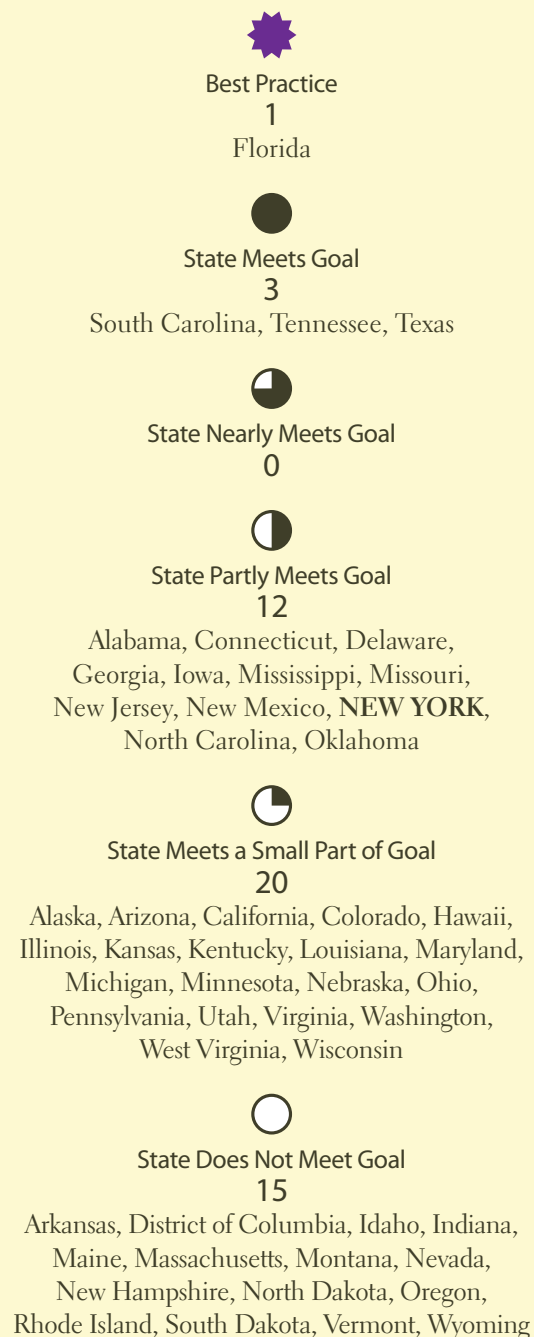 Best Practice
1
Florida
State Meets Goal
3
South Carolina, Tennessee, Texas
State Nearly Meets Goal
0
State Partly Meets Goal
12
Alabama, Connecticut, Delaware,
Georgia, Iowa, Mississippi, Missouri,
New Jersey, New Mexico, NEW YORK,
North Carolina, Oklahoma
State Meets a Small Part of Goal
20
Alaska, Arizona, California, Colorado, Hawaii,
Illinois, Kansas, Kentucky, Louisiana, Maryland,
Michigan, Minnesota, Nebraska, Ohio,
Pennsylvania, Utah, Virginia, Washington,
West Virginia, Wisconsin
State Does Not Meet Goal
15
Arkansas, District of Columbia, Idaho, Indiana,
Maine, Massachusetts, Montana, Nevada,
New Hampshire, North Dakota, Oregon,
Rhode Island, South Dakota, Vermont, Wyoming